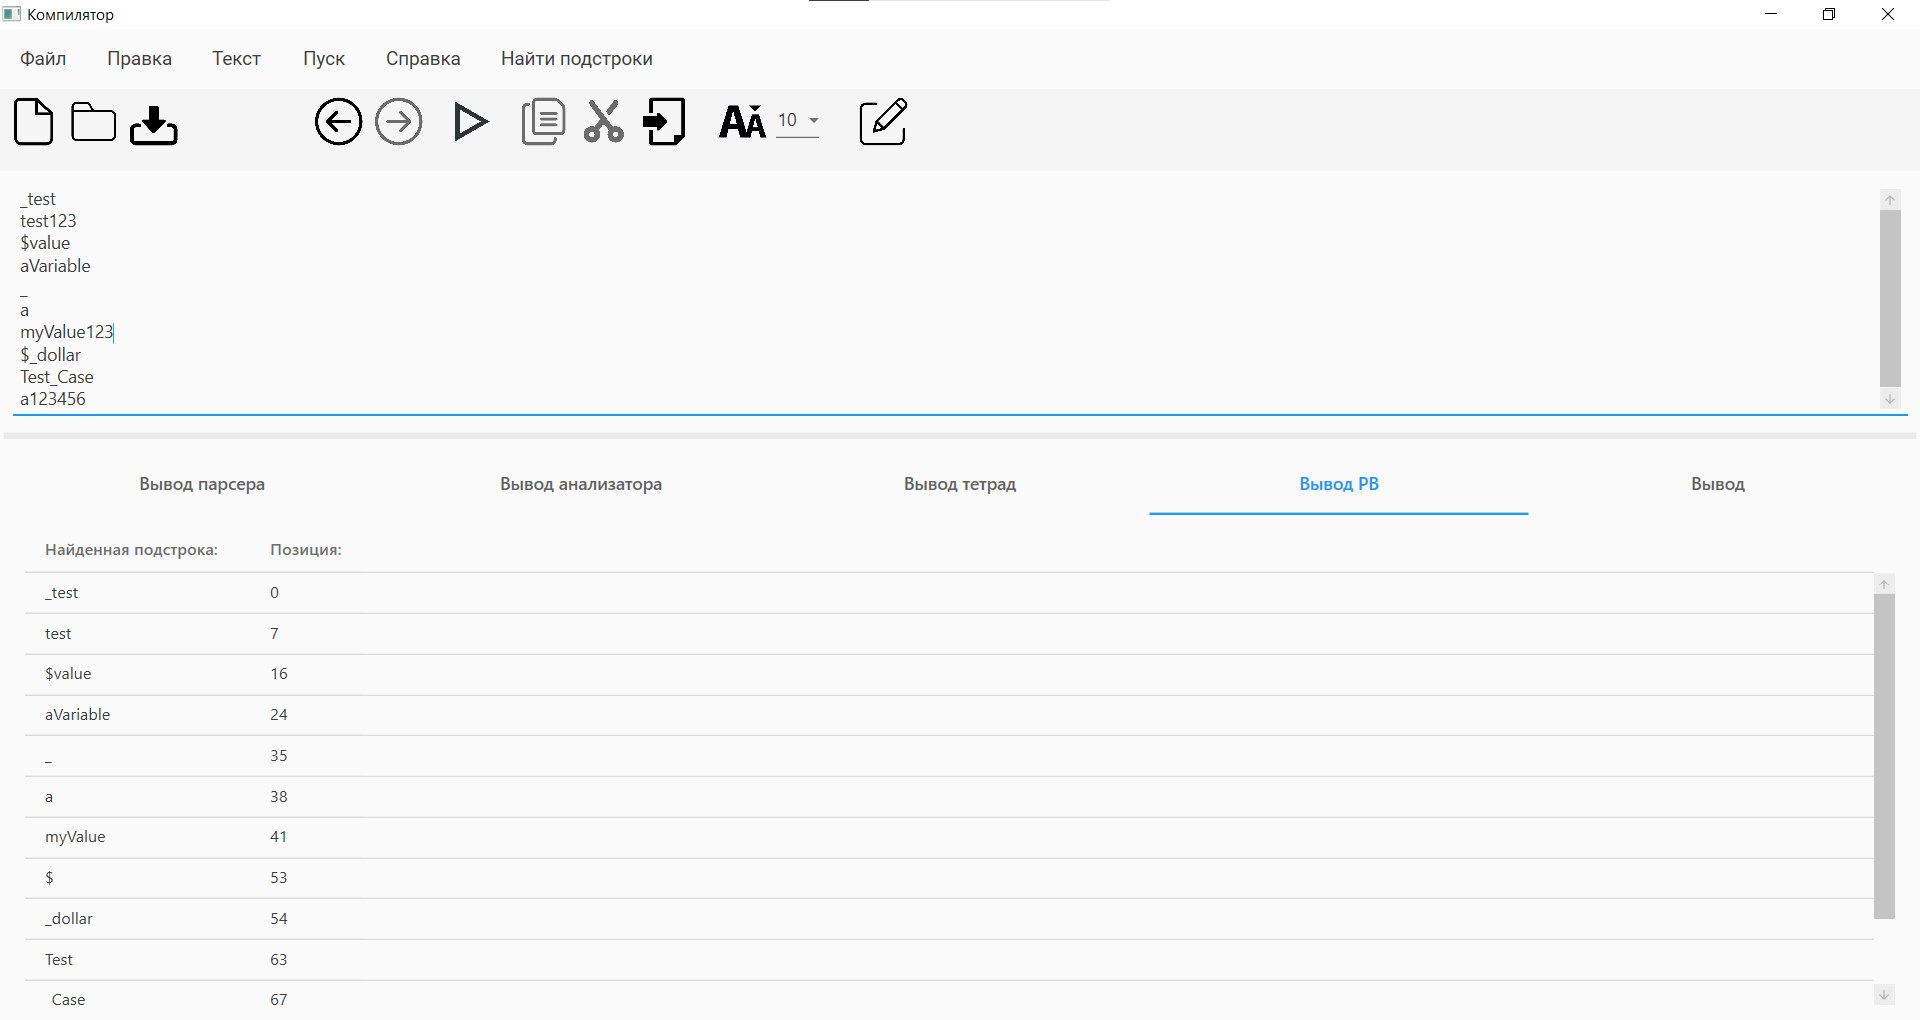 Компилятор
Файл Правка Текст Пуск Справка Найти подстроки
10
_test
test123
$value
aVariable
_
a
myValue123
$_dollar
Test_Case
a123456
Вывод парсера Вывод анализатора Вывод тетрад Вывод РВ Вывод
Найденная подстрока: Позиция:
_test 0
test 7
$value 16
aVariable 24
_ 35
a 38
myValue 41
$ 53
_dollar 54
Test 63
_Case 67